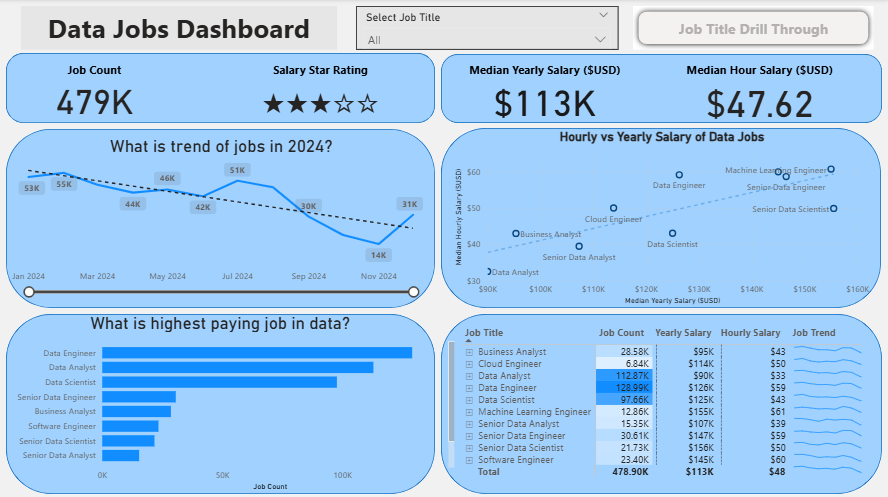 Data Jobs Dashboard
Select Job Title
All
Job Title Drill Through
Job Count
479K
Salary Star Rating
★★★☆☆
Median Yearly Salary ($USD)
$113K
Median Hour Salary ($USD)
$47.62
What is trend of jobs in 2024?
53K
55K
44K
46K
42K
51K
30K
14K
31K
Jan 2024 Mar 2024 May 2024 Jul 2024 Sep 2024 Nov 2024
Hourly vs Yearly Salary of Data Jobs
Median Hourly Salary ($USD)
$60
$50
$40
$30
Machine Learning Engineer
Data Engineer
Senior Data Engineer
Senior Data Scientist
Cloud Engineer
Business Analyst
Data Scientist
Senior Data Analyst
Data Analyst
$90K $100K $110K $120K $130K $140K $150K $160K
Median Yearly Salary ($USD)
What is highest paying job in data?
Data Engineer
Data Analyst
Data Scientist
Senior Data Engineer
Business Analyst
Software Engineer
Senior Data Scientist
Senior Data Analyst
0K 50K 100K
Job Count
Job Title Job Count Yearly Salary Hourly Salary Job Trend
Business Analyst 28.58K $95K $43
Cloud Engineer 6.84K $114K $50
Data Analyst 112.87K $90K $33
Data Engineer 128.99K $126K $59
Data Scientist 97.66K $125K $43
Machine Learning Engineer 12.86K $155K $61
Senior Data Analyst 15.35K $107K $39
Senior Data Engineer 30.61K $147K $59
Senior Data Scientist 21.73K $156K $50
Software Engineer 23.40K $145K $60
Total 478.90K $113K $48